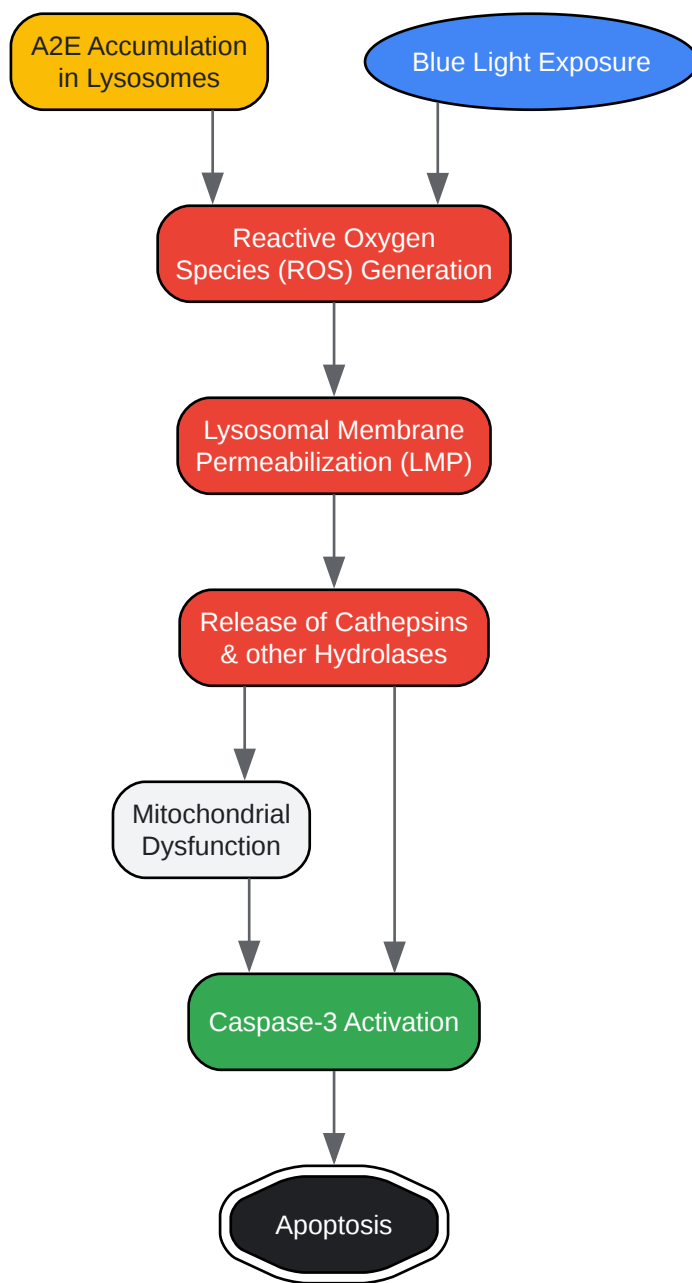 A2E Accumulation
in Lysosomes
Blue Light Exposure
Reactive Oxygen
Species (ROS) Generation
Lysosomal Membrane
Permeabilization (LMP)
Release of Cathepsins
& other Hydrolases
Mitochondrial
Dysfunction
Caspase-3 Activation
Apoptosis